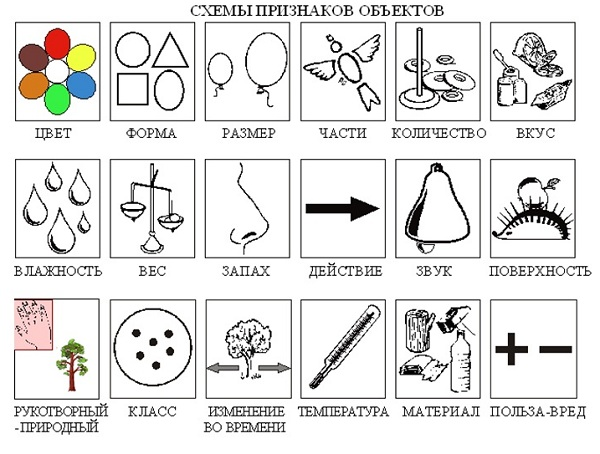 СХЕМЫ ПРИЗНАКОВ ОБЪЕКТОВ
ЦВЕТ ФОРМА РАЗМЕР ЧАСТИ КОЛИЧЕСТВО ВКУС
ВЛАЖНОСТЬ ВЕС ЗАПАХ ДЕЙСТВИЕ ЗВУК ПОВЕРХНОСТЬ
РУКОТВОРНЫЙ КЛАСС ИЗМЕНЕНИЕ ТЕМПЕРАТУРА МАТЕРИАЛ ПОЛЬЗА-ВРЕД
-ПРИРОДНЫЙ ВО ВРЕМЕНИ